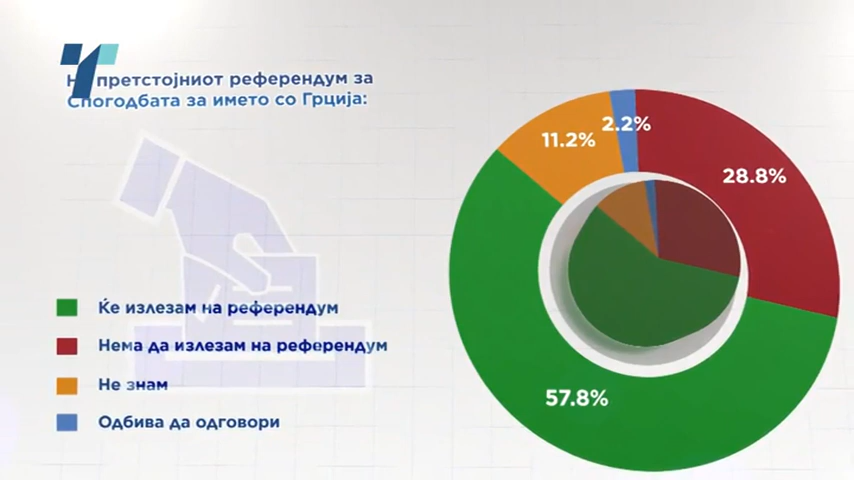 На претстојниот референдум за
Спогодбата за името со Грција:
Ќе излезам на референдум
Нема да излезам на референдум
Не знам
Одбива да одговори
2.2%
11.2%
28.8%
57.8%